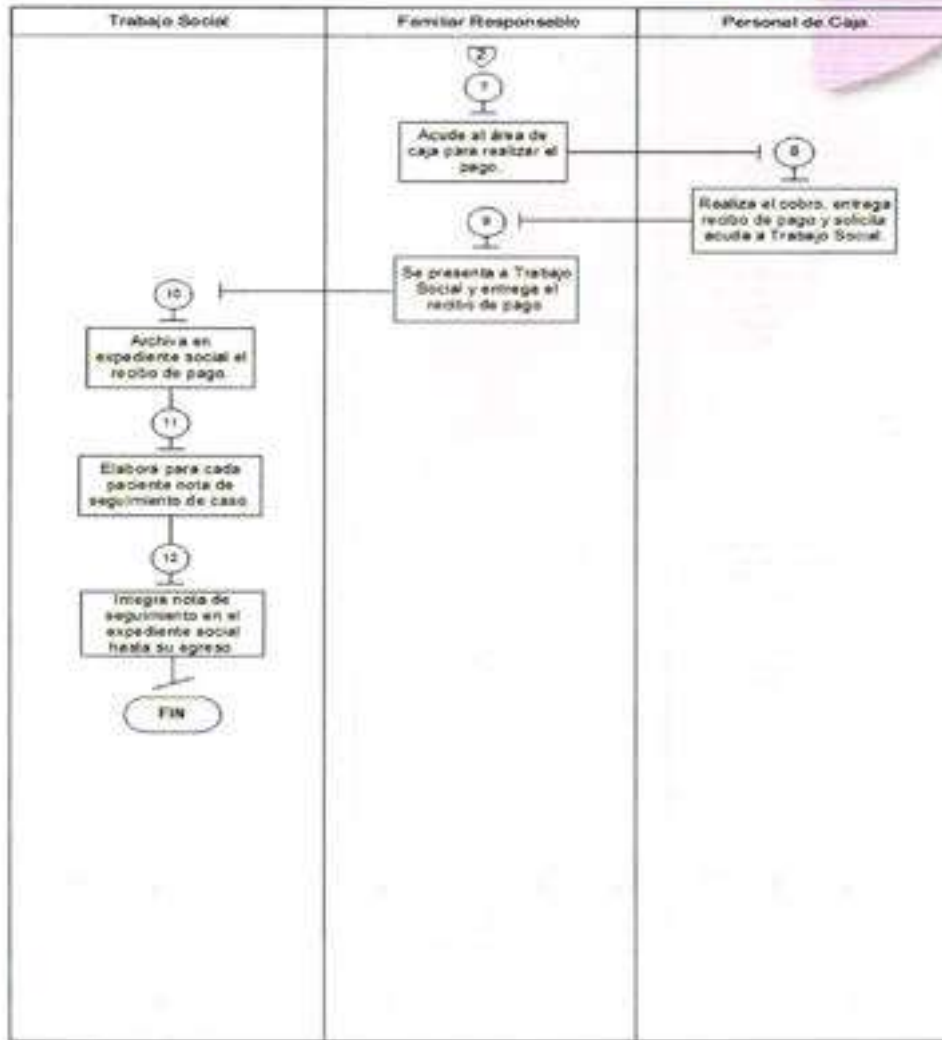 Trabajo Social
Familiar Responsable
Personal de Caja
2
7
Acude al área de
caja para realizar el
pago.
8
Realiza el cobro, entrega
recibo de pago y solicita
acuda a Trabajo Social.
9
Se presenta a Trabajo
Social y entrega el
recibo de pago
10
Archiva en
expediente social el
recibo de pago
11
Elabora para cada
paciente nota de
seguimiento de caso
12
Integra nota de
seguimiento en el
expediente social
hasta su egreso
FIN